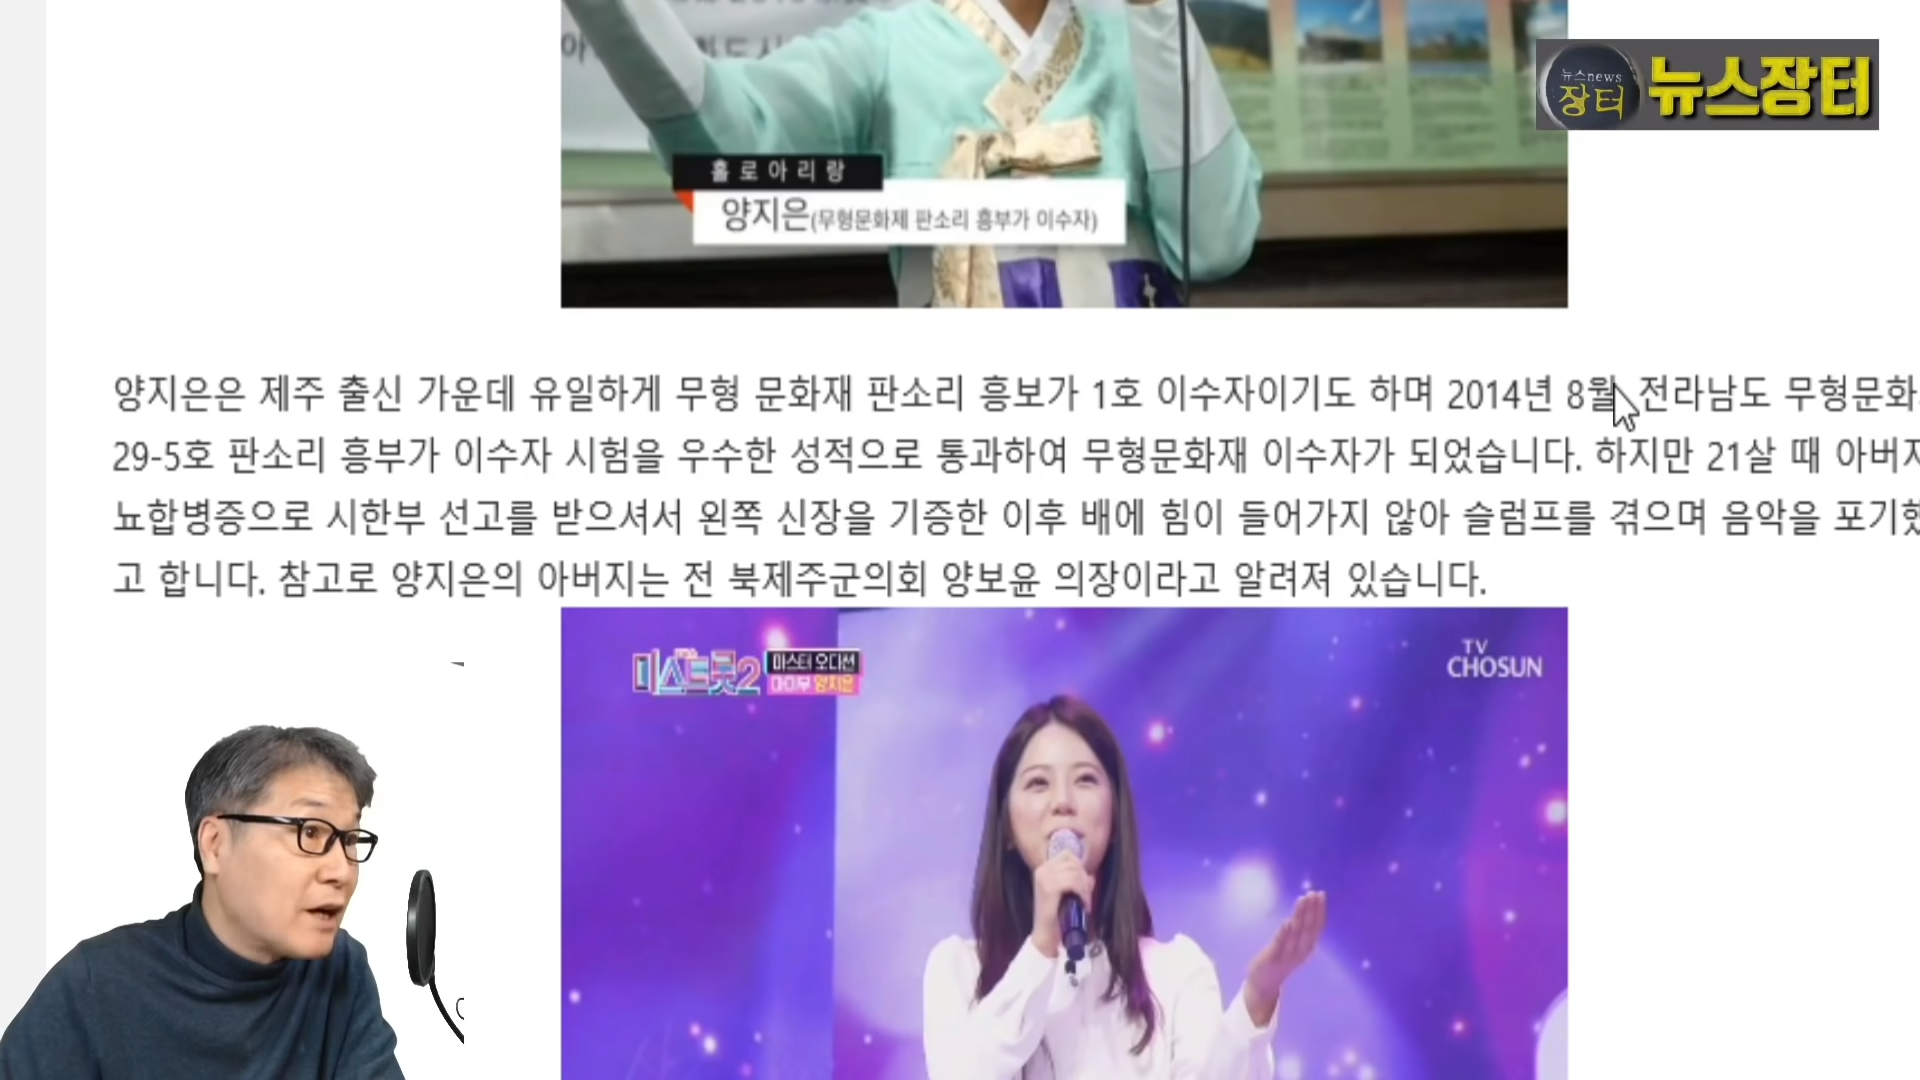 뉴스news
장터
뉴스장터
홀로아리랑
양지은(무형문화제 판소리 흥부가 이수자)
양지은은 제주 출신 가운데 유일하게 무형 문화재 판소리 흥보가 1호 이수자이기도 하며 2014년 8월, 전라남도 무형문화
29-5호 판소리 흥부가 이수자 시험을 우수한 성적으로 통과하여 무형문화재 이수자가 되었습니다. 하지만 21살 때 아버지
뇨합병증으로 시한부 선고를 받으셔서 왼쪽 신장을 기증한 이후 배에 힘이 들어가지 않아 슬럼프를 겪으며 음악을 포기했
고 합니다. 참고로 양지은의 아버지는 전 북제주군의회 양보윤 의장이라고 알려져 있습니다.
미스트롯2
미스터 오디션
마미부 양지은
TV
CHOSUN